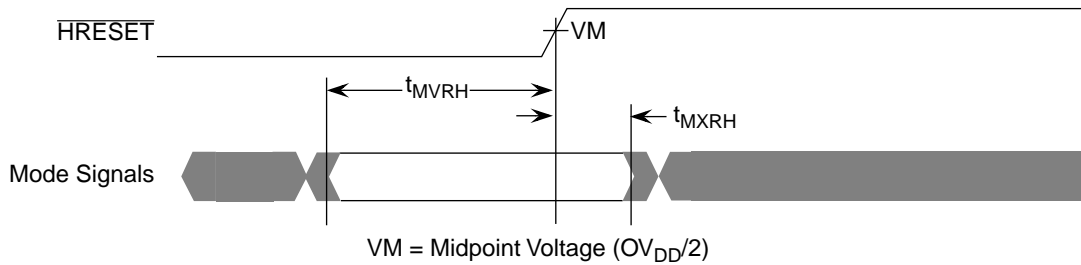 HRESET
VM
tMVRH
tMXRH
Mode Signals
VM = Midpoint Voltage (OVDD/2)